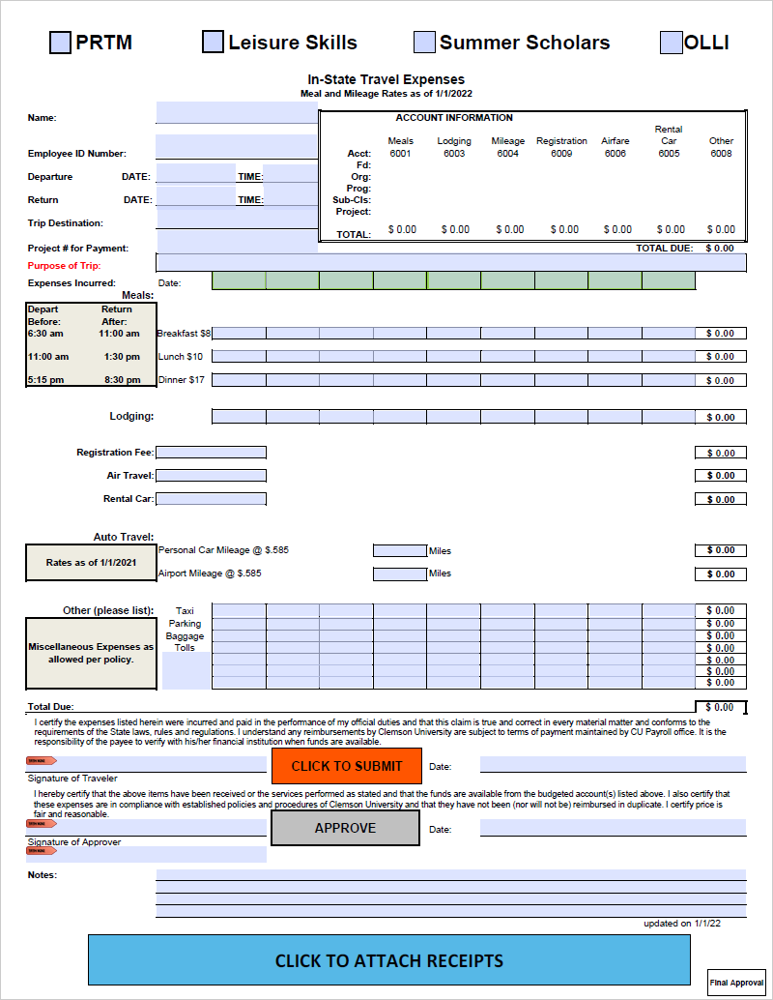 PRTM Leisure Skills Summer Scholars OLLI
In-State Travel Expenses
Meal and Mileage Rates as of 1/1/2022
Name:
ACCOUNT INFORMATION
Meals Lodging Mileage Registration Airfare Rental Car Other
Employee ID Number:
Acct: 6001 6003 6004 6009 6006 6005 6008
Fd:
Departure DATE: TIME:
Org:
Prog:
Return DATE: TIME:
Sub-Cls:
Project:
Trip Destination:
TOTAL: $ 0.00 $ 0.00 $ 0.00 $ 0.00 $ 0.00 $ 0.00 $ 0.00
Project # for Payment:
TOTAL DUE: $ 0.00
Purpose of Trip:
Expenses Incurred: Date:
Meals:
Depart Return
Before: After:
6:30 am 11:00 am Breakfast $8 $ 0.00
11:00 am 1:30 pm Lunch $10 $ 0.00
5:15 pm 8:30 pm Dinner $17 $ 0.00
Lodging: $ 0.00
Registration Fee: $ 0.00
Air Travel: $ 0.00
Rental Car: $ 0.00
Auto Travel:
Rates as of 1/1/2021
Personal Car Mileage @ $.585 Miles $ 0.00
Airport Mileage @ $.585 Miles $ 0.00
Other (please list): Taxi $ 0.00
Parking $ 0.00
Baggage $ 0.00
Tolls $ 0.00
Miscellaneous Expenses as
allowed per policy.
$ 0.00
$ 0.00
$ 0.00
Total Due: $ 0.00
I certify the expenses listed herein were incurred and paid in the performance of my official duties and that this claim is true and correct in every material matter and conforms to the
requirements of the State laws, rules and regulations. I understand any reimbursements by Clemson University are subject to terms of payment maintained by CU Payroll office. It is the
responsibility of the payee to verify with his/her financial institution when funds are available.
CLICK TO SUBMIT Date:
Signature of Traveler
I hereby certify that the above items have been received or the services performed as stated and that the funds are available from the budgeted account(s) listed above. I also certify that
these expenses are in compliance with established policies and procedures of Clemson University and that they have not been (nor will not be) reimbursed in duplicate. I certify price is
fair and reasonable.
APPROVE Date:
Signature of Approver
Notes:
updated on 1/1/22
CLICK TO ATTACH RECEIPTS
Final Approval